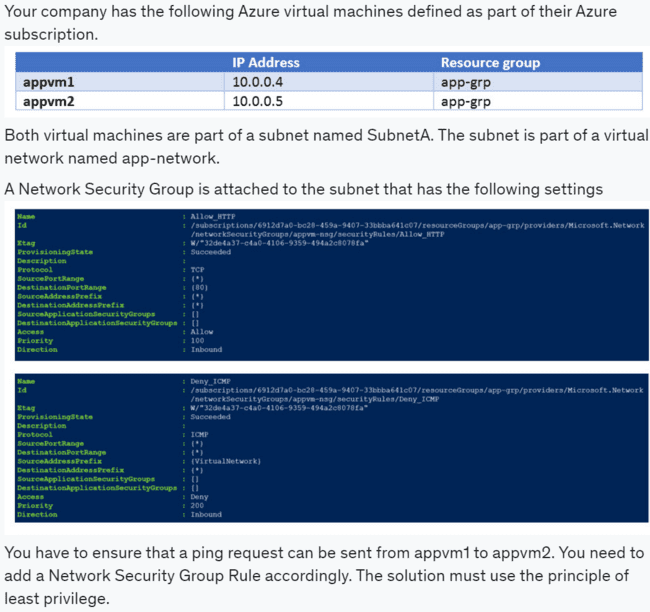 Your company has the following Azure virtual machines defined as part of their Azure
subscription.
IP Address Resource group
appvm1 10.0.0.4 app-grp
appvm2 10.0.0.5 app-grp
Both virtual machines are part of a subnet named SubnetA. The subnet is part of a virtual
network named app-network.
A Network Security Group is attached to the subnet that has the following settings
Name : Allow_HTTP
Id : /subscriptions/6912d7a0-bc28-459a-9407-33bbba641c07/resourceGroups/app-grp/providers/Microsoft.Network
/networkSecurityGroups/appvm-nsg/securityRules/Allow_HTTP
Etag : W/"32de4a37-c4a0-4106-9359-494a2c8078fa"
ProvisioningState : Succeeded
Description :
Protocol : TCP
SourcePortRange : {*}
DestinationPortRange : {80}
SourceAddressPrefix : {*}
DestinationAddressPrefix : {*}
SourceApplicationSecurityGroups : []
DestinationApplicationSecurityGroups : []
Access : Allow
Priority : 100
Direction : Inbound
Name : Deny_ICMP
Id : /subscriptions/6912d7a0-bc28-459a-9407-33bbba641c07/resourceGroups/app-grp/providers/Microsoft.Network
/networkSecurityGroups/appvm-nsg/securityRules/Deny_ICMP
Etag : W/"32de4a37-c4a0-4106-9359-494a2c8078fa"
ProvisioningState : Succeeded
Description :
Protocol : ICMP
SourcePortRange : {*}
DestinationPortRange : {*}
SourceAddressPrefix : {VirtualNetwork}
DestinationAddressPrefix : {*}
SourceApplicationSecurityGroups : []
DestinationApplicationSecurityGroups : []
Access : Deny
Priority : 200
Direction : Inbound
You have to ensure that a ping request can be sent from appvm1 to appvm2. You need to
add a Network Security Group Rule accordingly. The solution must use the principle of
least privilege.